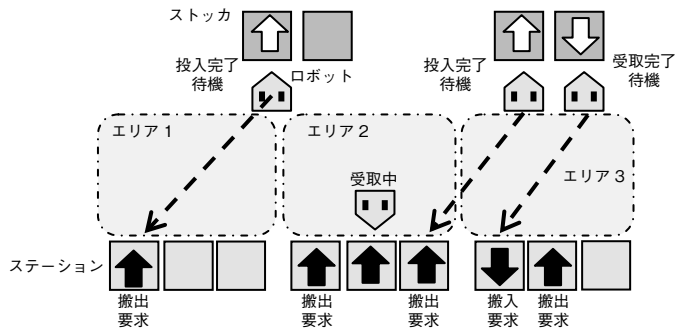 ストッカ
投入完了
待機
ロボット
投入完了
待機
受取完了
待機
エリア 1
エリア 2
エリア 3
受取中
ステーション
搬出
要求
搬出
要求
搬出
要求
搬入
要求
搬出
要求